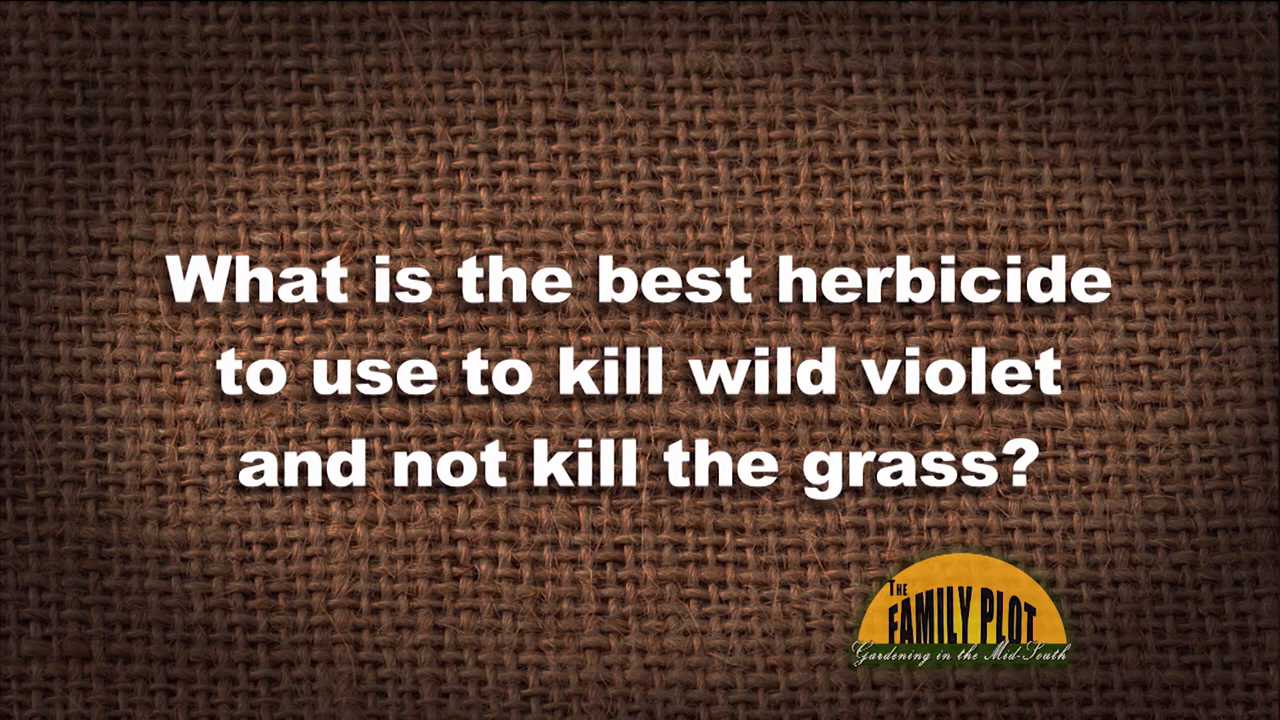 What is the best herbicide
to use to kill wild violet
and not kill the grass?
THE
FAMILY PLOT
Gardening in the Mid-South